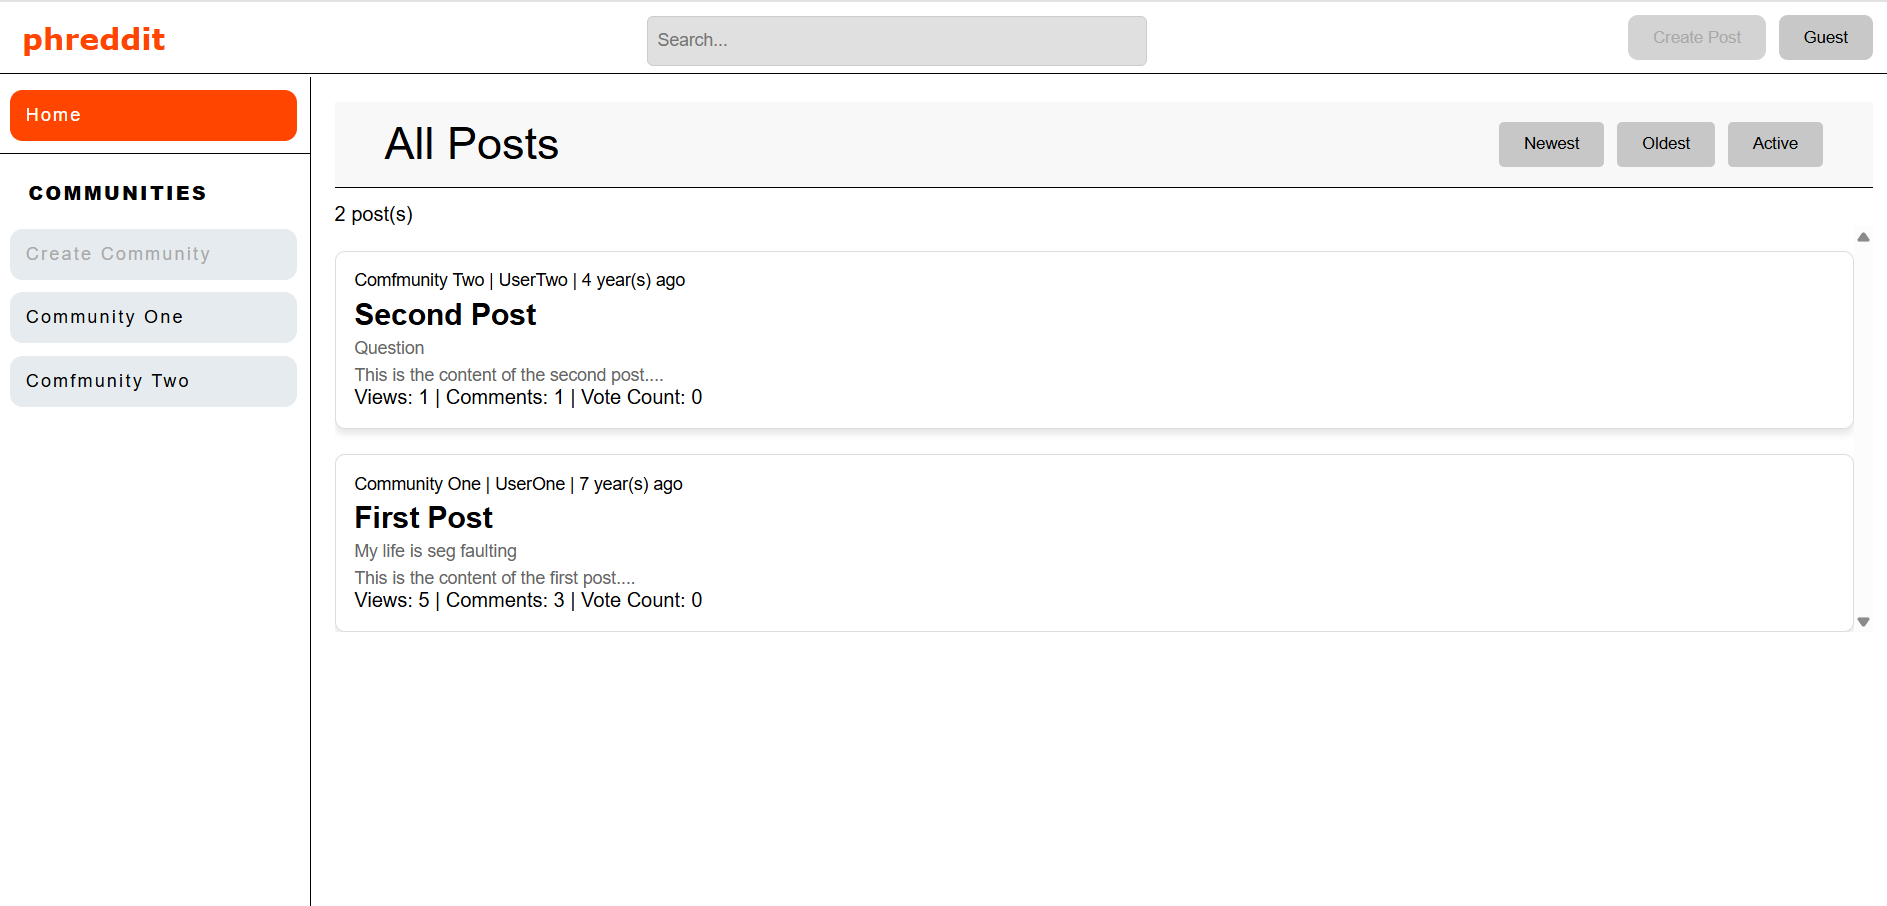 phreddit
Search...
Create Post
Guest
Home
COMMUNITIES
Create Community
Community One
Comfmunity Two
All Posts
Newest
Oldest
Active
2 post(s)
Comfmunity Two | UserTwo | 4 year(s) ago
Second Post
Question
This is the content of the second post....
Views: 1 | Comments: 1 | Vote Count: 0
Community One | UserOne | 7 year(s) ago
First Post
My life is seg faulting
This is the content of the first post....
Views: 5 | Comments: 3 | Vote Count: 0